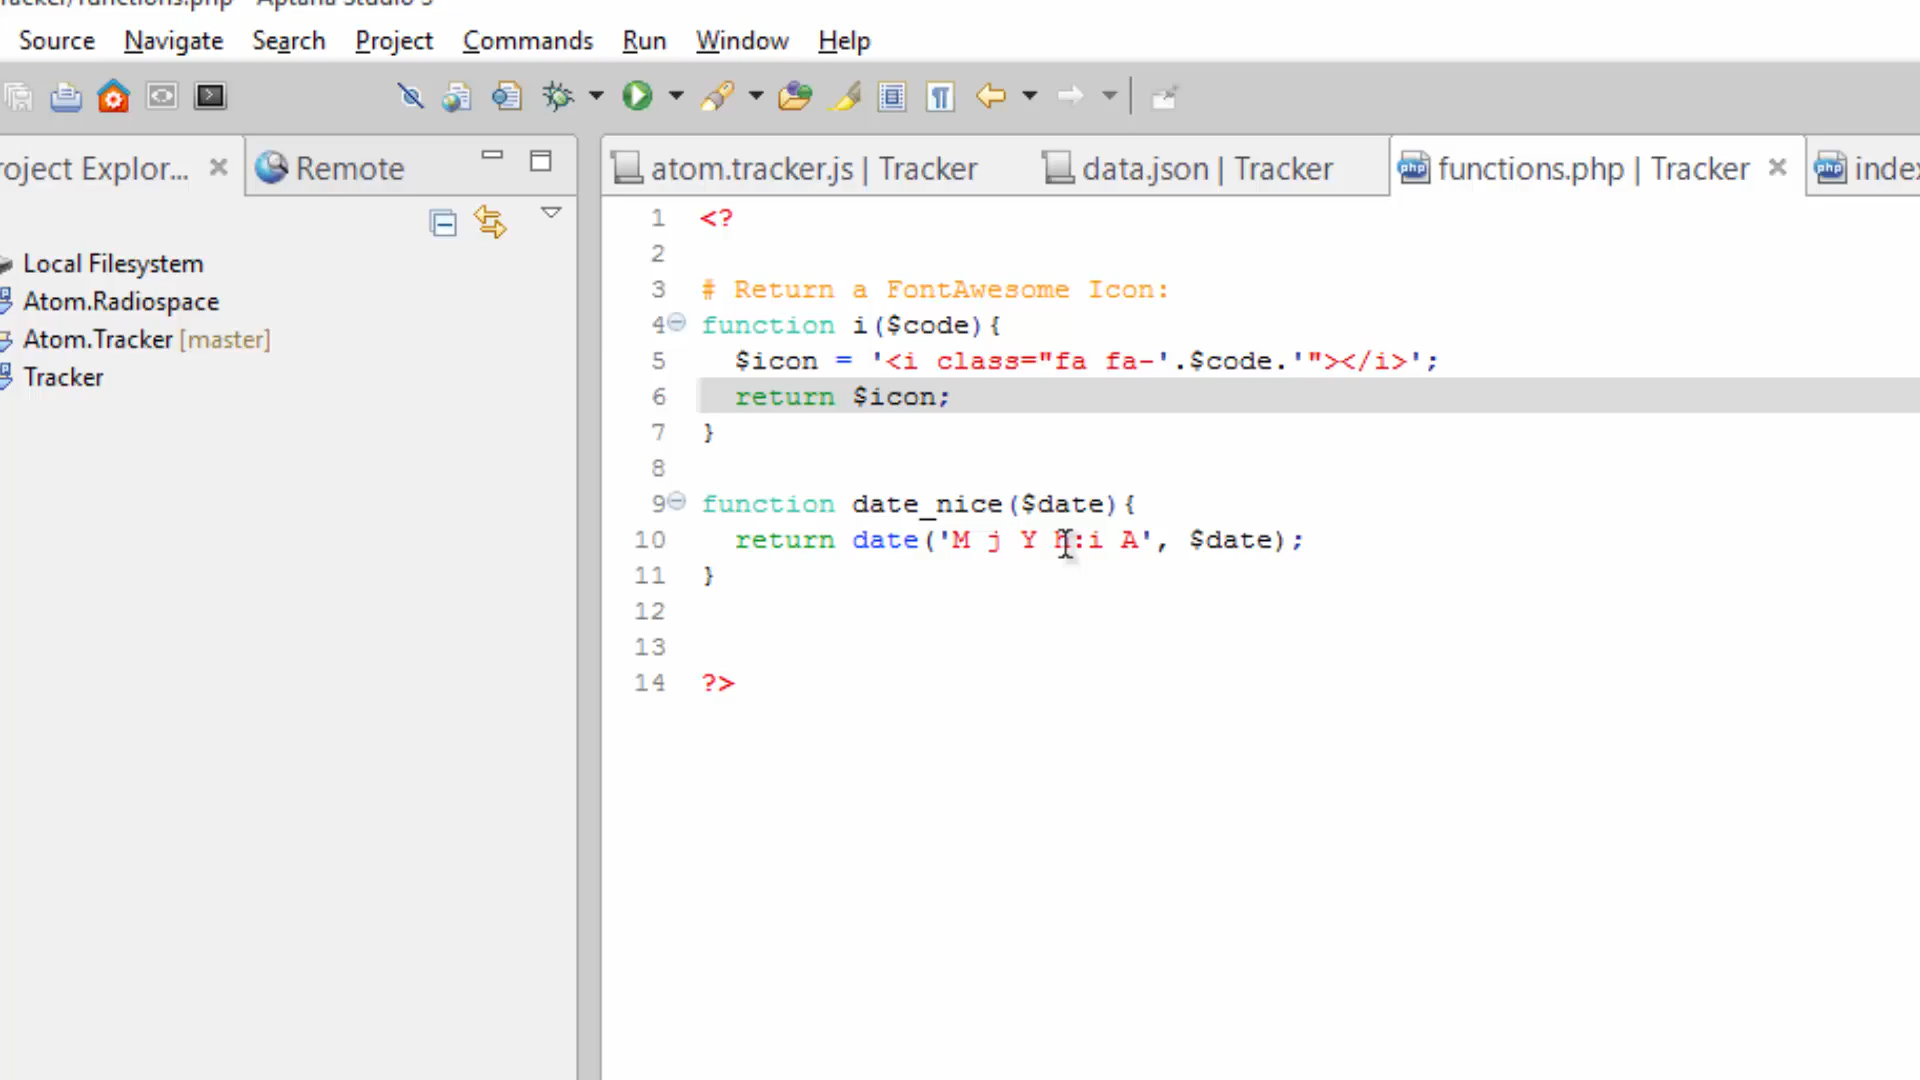 Source Navigate Search Project Commands Run Window Help
roject Explor... Remote
atom.tracker.js | Tracker data.json | Tracker functions.php | Tracker index
Local Filesystem
Atom.Radiospace
Atom.Tracker [master]
Tracker
1 <?
2
3 # Return a FontAwesome Icon:
4 function i($code){
5 $icon = '<i class="fa fa-'.$code.'"></i>';
6 return $icon;
7 }
8
9 function date_nice($date){
10 return date('M j Y h:i A', $date);
11 }
12
13
14 ?>